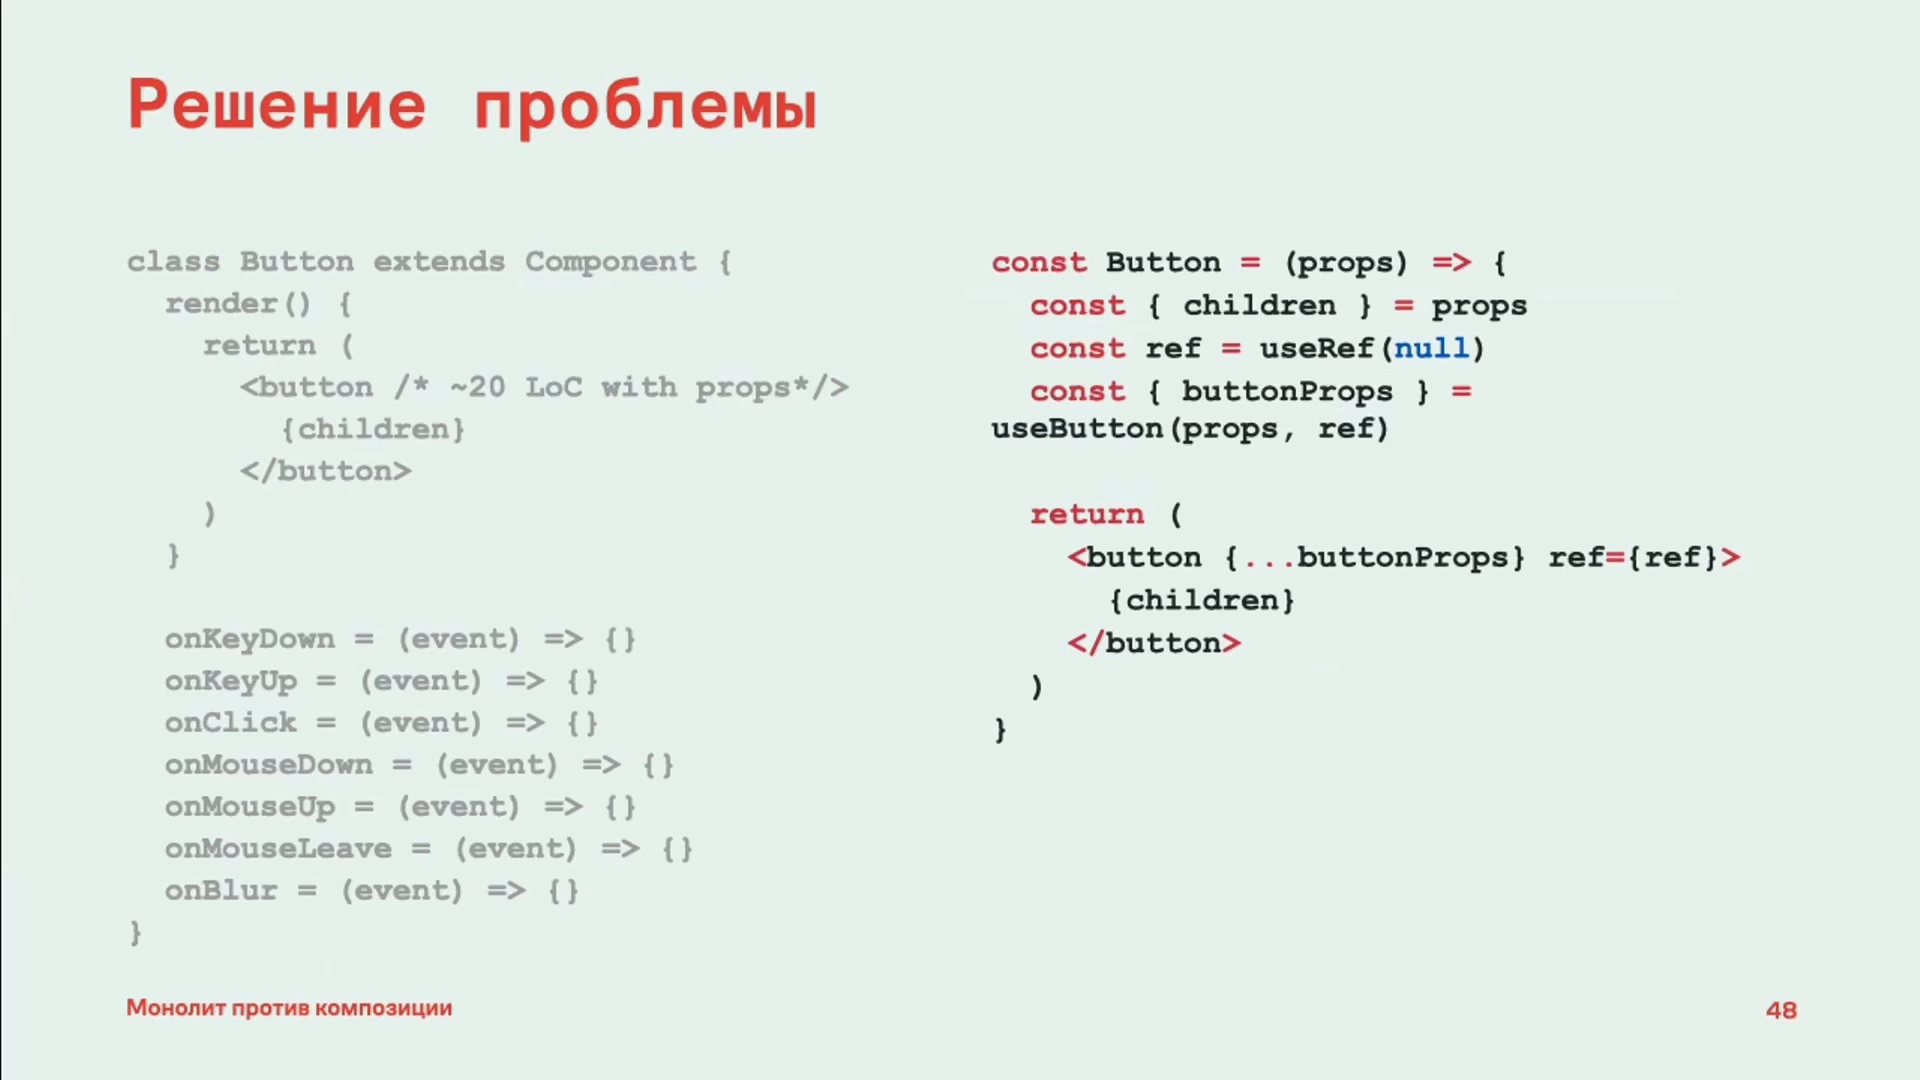 Решение проблемы
class Button extends Component {
  render() {
    return (
      <button /* ~20 LoC with props*/>
        {children}
      </button>
    )
  }

  onKeyDown = (event) => {}
  onKeyUp = (event) => {}
  onClick = (event) => {}
  onMouseDown = (event) => {}
  onMouseUp = (event) => {}
  onMouseLeave = (event) => {}
  onBlur = (event) => {}
}
const Button = (props) => {
  const { children } = props
  const ref = useRef(null)
  const { buttonProps } =
useButton(props, ref)

  return (
    <button {...buttonProps} ref={ref}>
      {children}
    </button>
  )
}
Монолит против композиции
48